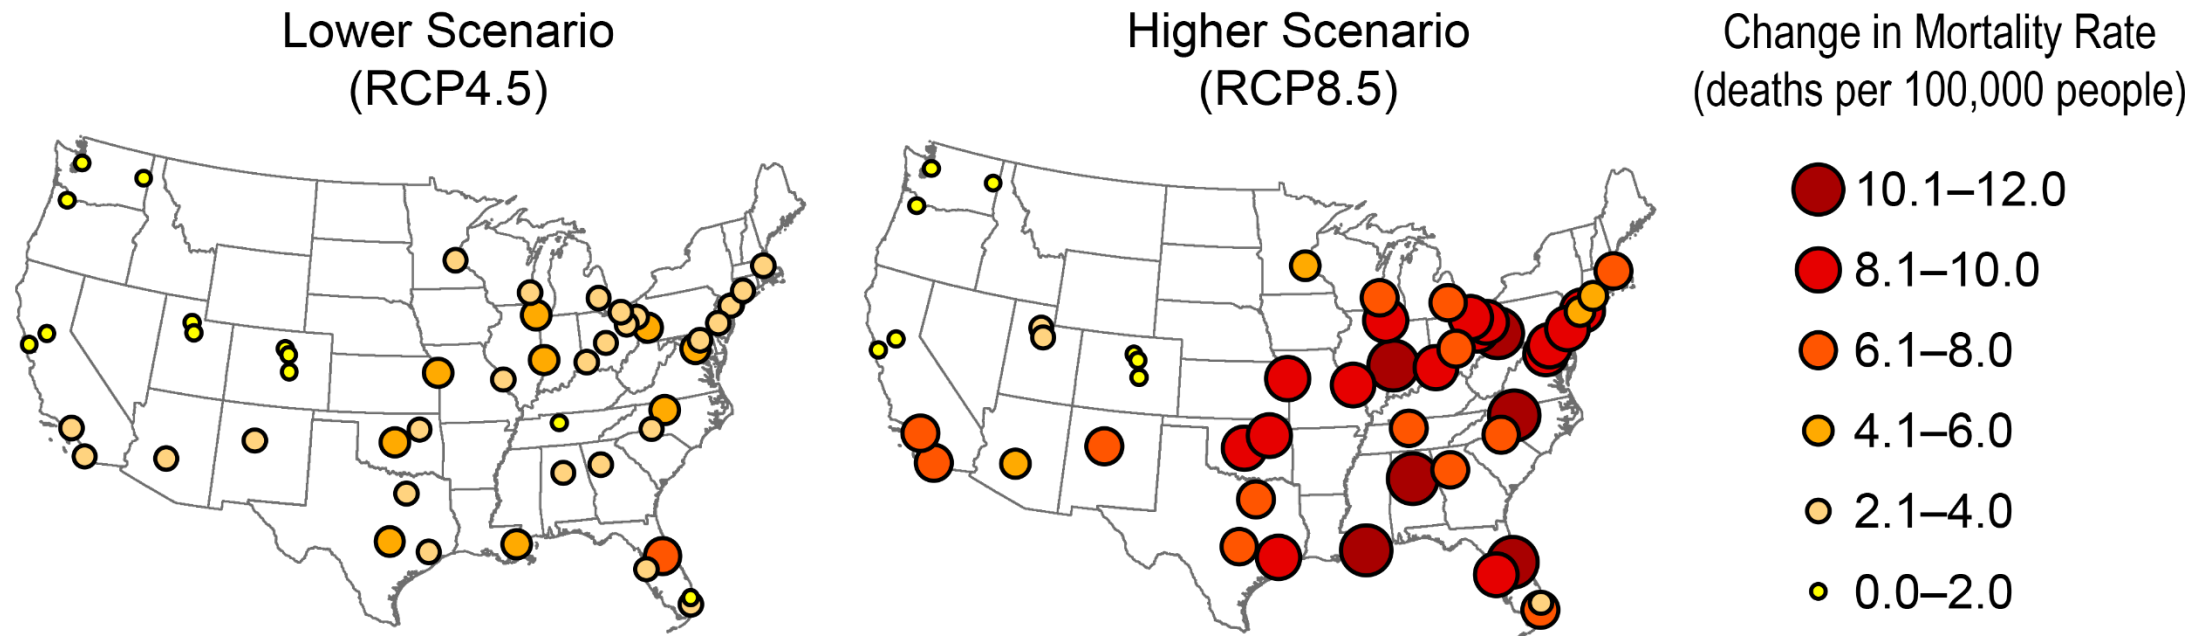 Lower Scenario
(RCP4.5)
Higher Scenario
(RCP8.5)
Change in Mortality Rate
(deaths per 100,000 people)
10.1–12.0
8.1–10.0
6.1–8.0
4.1–6.0
2.1–4.0
0.0–2.0